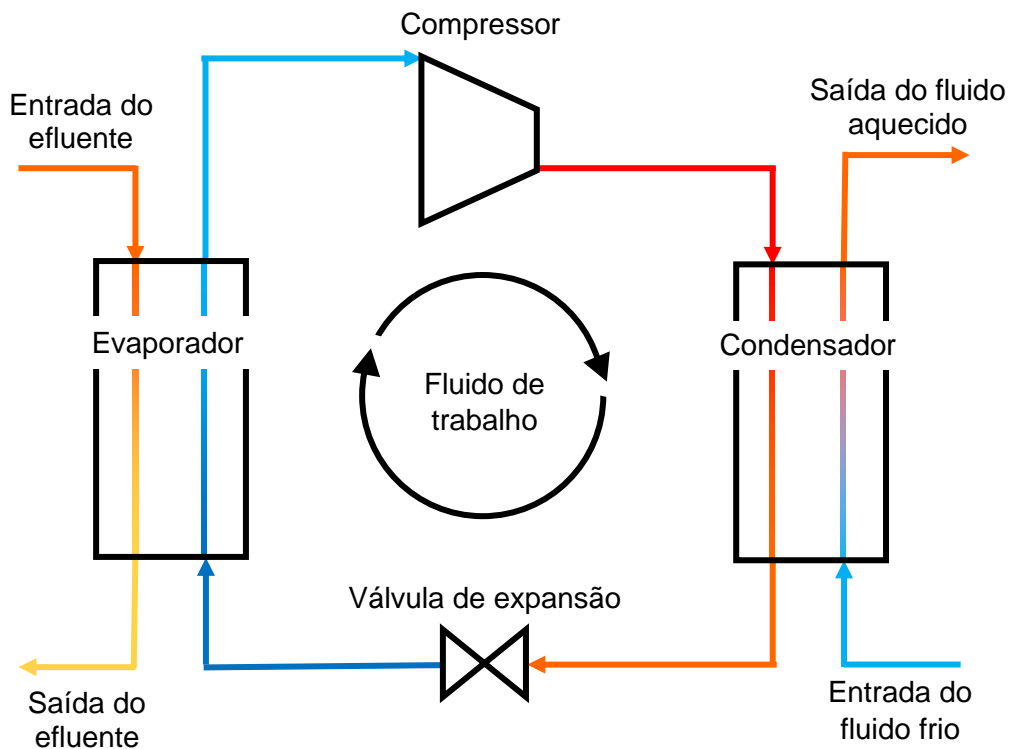 Compressor
Entrada do
efluente
Saída do fluido
aquecido
Evaporador
Condensador
Fluido de
trabalho
Válvula de expansão
Saída do
efluente
Entrada do
fluido frio